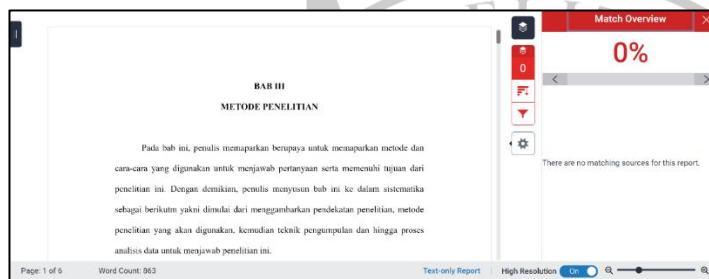 Match Overview
0%
0
There are no matching sources for this report.
BAB III
METODE PENELITIAN
Pada bab ini, penulis memaparkan berupaya untuk memaparkan metode dan
cara-cara yang digunakan untuk menjawab pertanyaan serta memenuhi tujuan dari
penelitian ini. Dengan demikian, penulis menyusun bab ini ke dalam sistematika
sebagai berikutm yakni dimulai dari menggambarkan pendekatan penelitian, metode
penelitian yang akan digunakan, kemudian teknik pengumpulan dan hingga proses
analisis data untuk menjawab penelitian ini.
Page: 1 of 6 Word Count: 863 Text-only Report High Resolution On